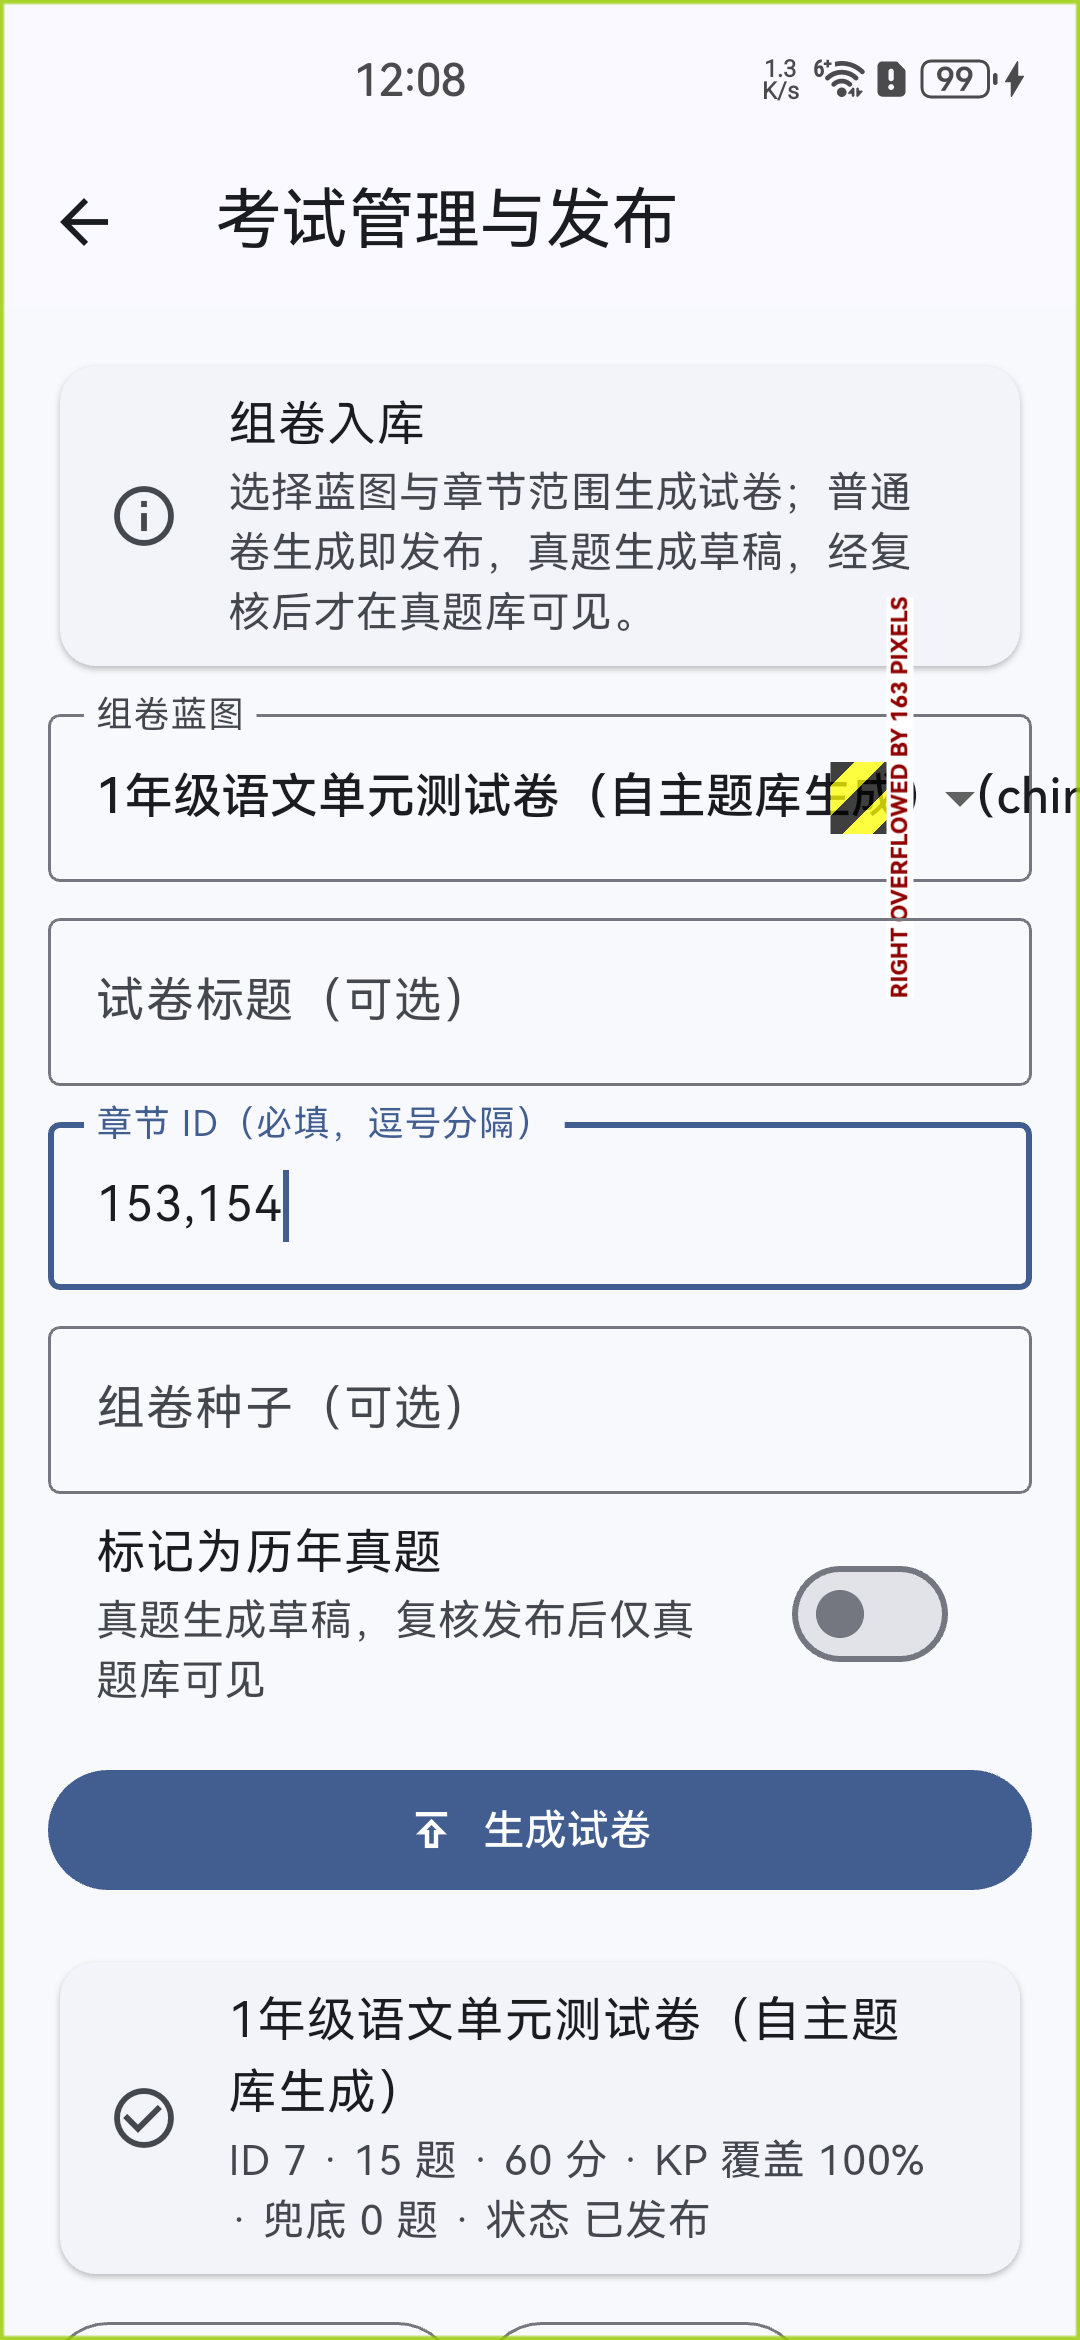 12:08
1.3
K/s
6+
99
考试管理与发布
组卷入库
选择蓝图与章节范围生成试卷；普通
卷生成即发布，真题生成草稿，经复
核后才在真题库可见。
组卷蓝图
1年级语文单元测试卷（自主题库生成）
(chin
RIGHT OVERFLOWED BY 163 PIXELS
试卷标题（可选）
章节 ID（必填，逗号分隔）
153,154
组卷种子（可选）
标记为历年真题
真题生成草稿，复核发布后仅真
题库可见
生成试卷
1年级语文单元测试卷（自主题
库生成）
ID 7 · 15 题 · 60 分 · KP 覆盖 100%
· 兜底 0 题 · 状态 已发布